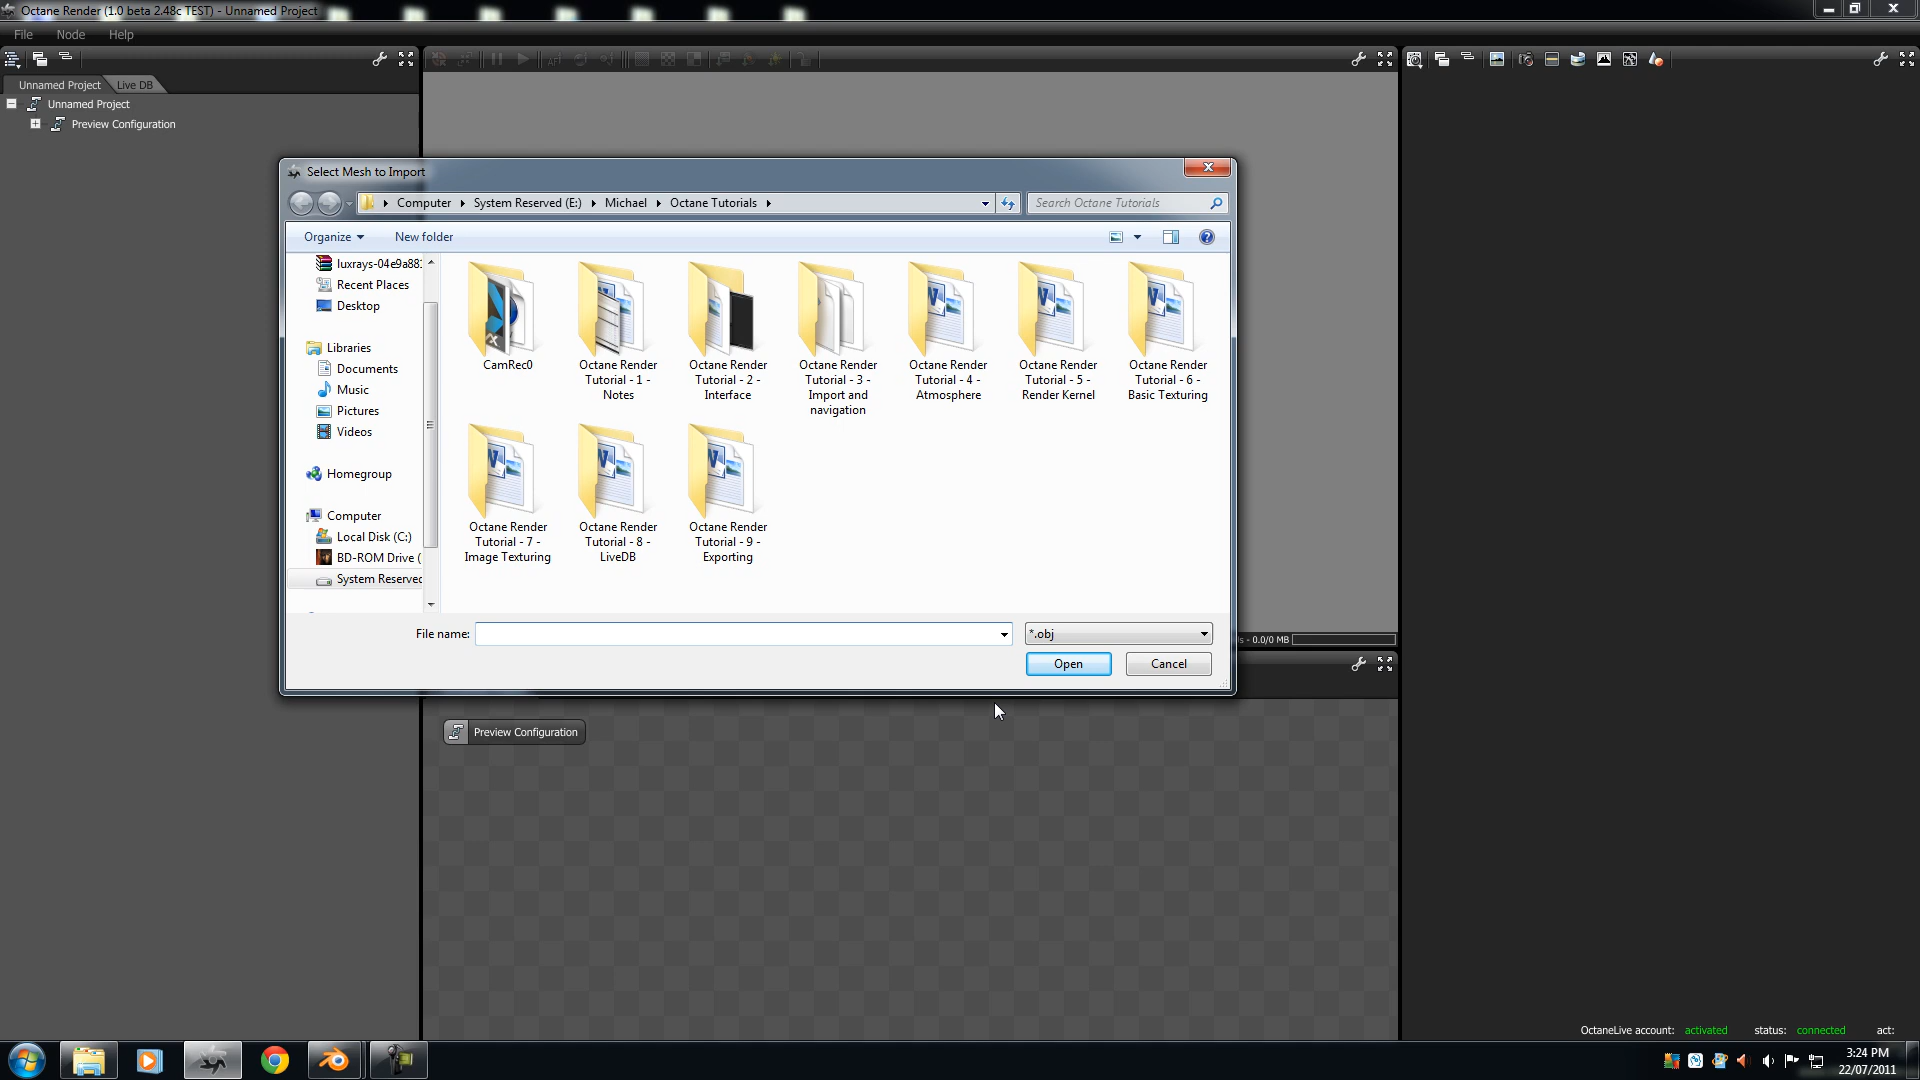 Octane Render (1.0 beta 2.48c TEST) - Unnamed Project
File Node Help
Unnamed Project Live DB
Unnamed Project
Preview Configuration
Select Mesh to Import
Computer System Reserved (E:) Michael Octane Tutorials
Search Octane Tutorials
Organize New folder
luxrays-04e9a881
Recent Places
Desktop
Libraries
Documents
Music
Pictures
Videos
Homegroup
Computer
Local Disk (C:)
BD-ROM Drive (
System Reserved
CamRec0
Octane Render
Tutorial - 1 -
Notes
Octane Render
Tutorial - 2 -
Interface
Octane Render
Tutorial - 3 -
Import and
navigation
Octane Render
Tutorial - 4 -
Atmosphere
Octane Render
Tutorial - 5 -
Render Kernel
Octane Render
Tutorial - 6 -
Basic Texturing
Octane Render
Tutorial - 7 -
Image Texturing
Octane Render
Tutorial - 8 -
LiveDB
Octane Render
Tutorial - 9 -
Exporting
File name:
*.obj
Open Cancel
s - 0.0/0 MB
Preview Configuration
OctaneLive account: activated status: connected act:
3:24 PM
22/07/2011